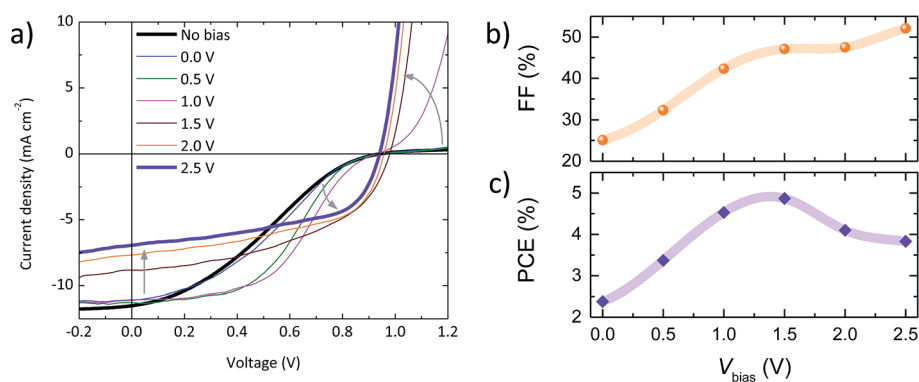 a)
No bias
0.0 V
0.5 V
1.0 V
1.5 V
2.0 V
2.5 V
10
5
0
-5
-10
Current density (mA cm⁻²)
-0.2 0.0 0.2 0.4 0.6 0.8 1.0 1.2
Voltage (V)
b)
FF (%)
50
40
30
20
c)
PCE (%)
5
4
3
2
0.0 0.5 1.0 1.5 2.0 2.5
V_bias (V)